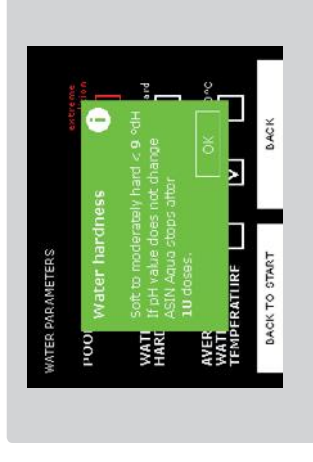 WATER PARAMETERS
extreme
POO
Water hardness
Soft to moderately hard < 9 °dH
If pH value does not change
ASIN Aqua stops after
10 doses.
OK
WAT
HARD
ard
AVER
WAT
TEMPERATURE
0°C
BACK TO START
BACK